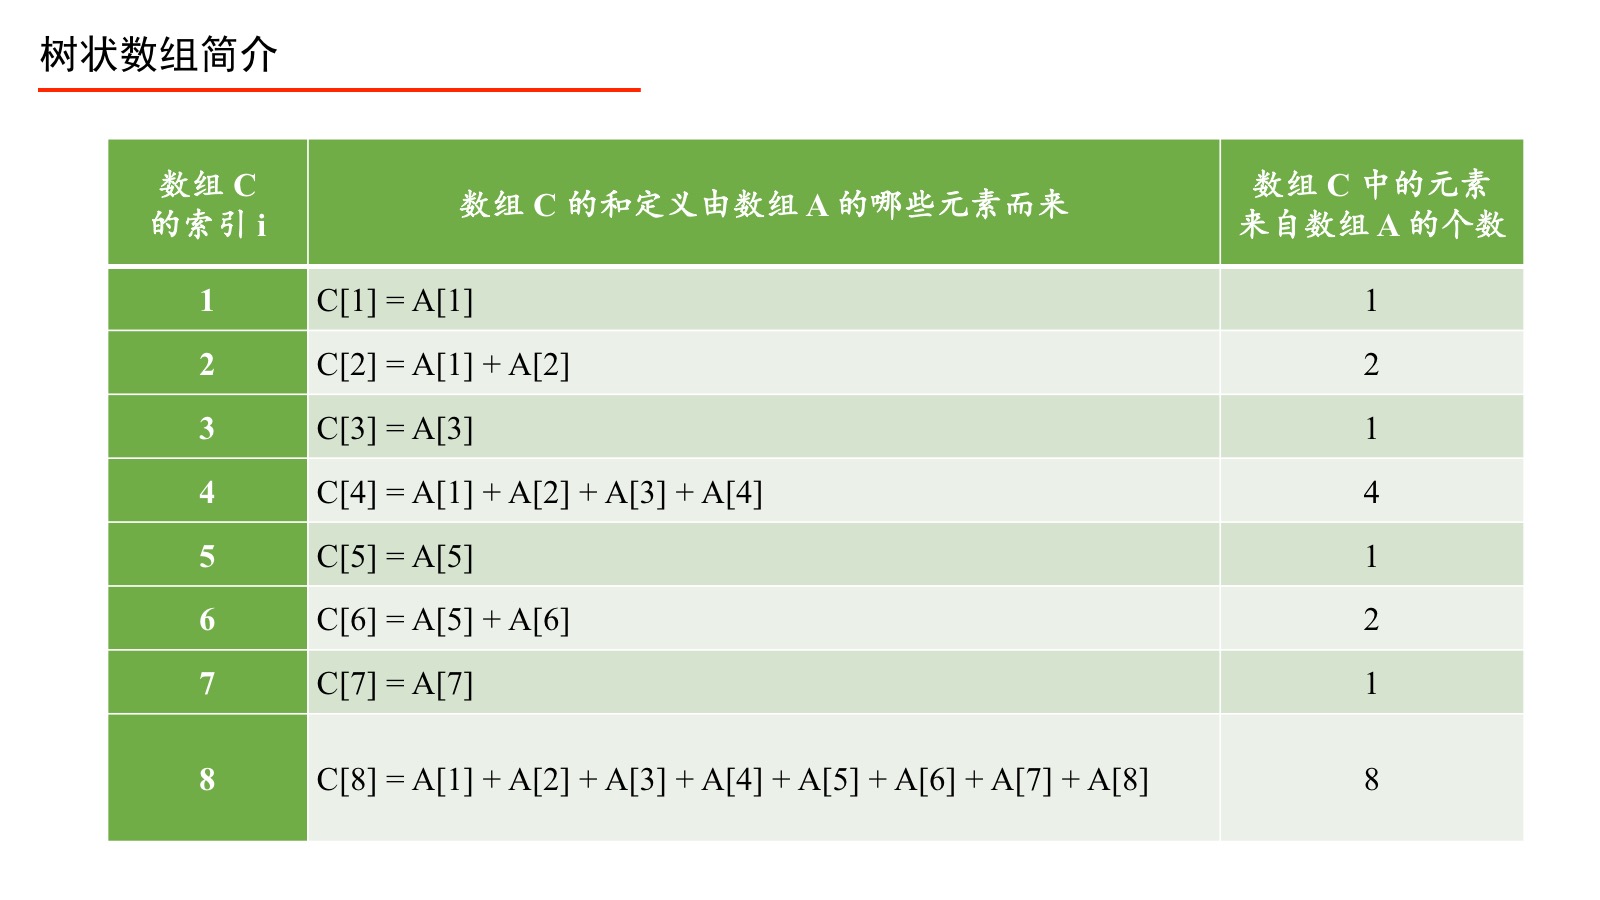 树状数组简介
数组 C
的索引 i
数组 C 的和定义由数组 A 的哪些元素而来
数组 C 中的元素
来自数组 A 的个数
1
C[1] = A[1]
1
2
C[2] = A[1] + A[2]
2
3
C[3] = A[3]
1
4
C[4] = A[1] + A[2] + A[3] + A[4]
4
5
C[5] = A[5]
1
6
C[6] = A[5] + A[6]
2
7
C[7] = A[7]
1
8
C[8] = A[1] + A[2] + A[3] + A[4] + A[5] + A[6] + A[7] + A[8]
8